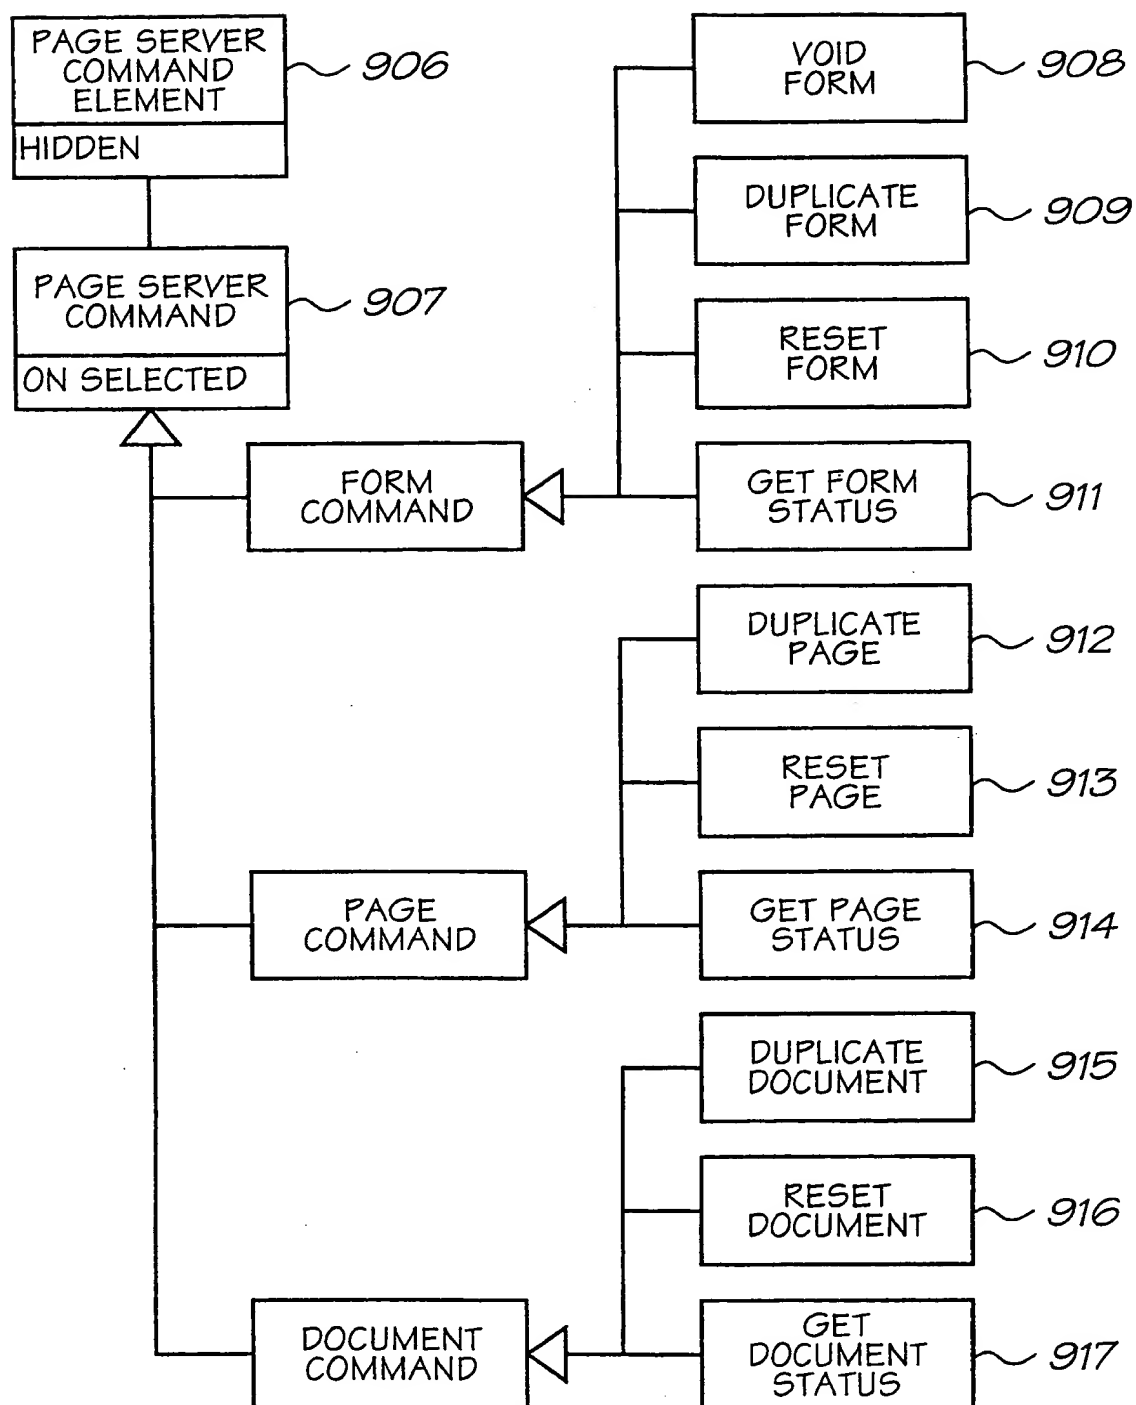 PAGE SERVER
COMMAND
ELEMENT
906
HIDDEN
PAGE SERVER
COMMAND
907
ON SELECTED
FORM
COMMAND
VOID
FORM
908
DUPLICATE
FORM
909
RESET
FORM
910
GET FORM
STATUS
911
PAGE
COMMAND
DUPLICATE
PAGE
912
RESET
PAGE
913
GET PAGE
STATUS
914
DOCUMENT
COMMAND
DUPLICATE
DOCUMENT
915
RESET
DOCUMENT
916
GET
DOCUMENT
STATUS
917